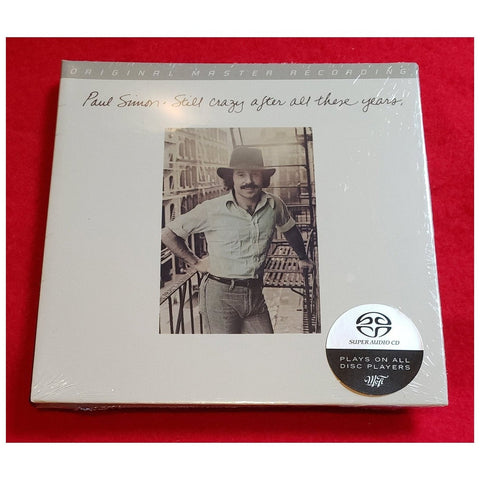 ORIGINAL MASTER RECORDING
Paul Simon · Still crazy after all these years.
SUPER AUDIO CD
PLAYS ON ALL
DISC PLAYERS